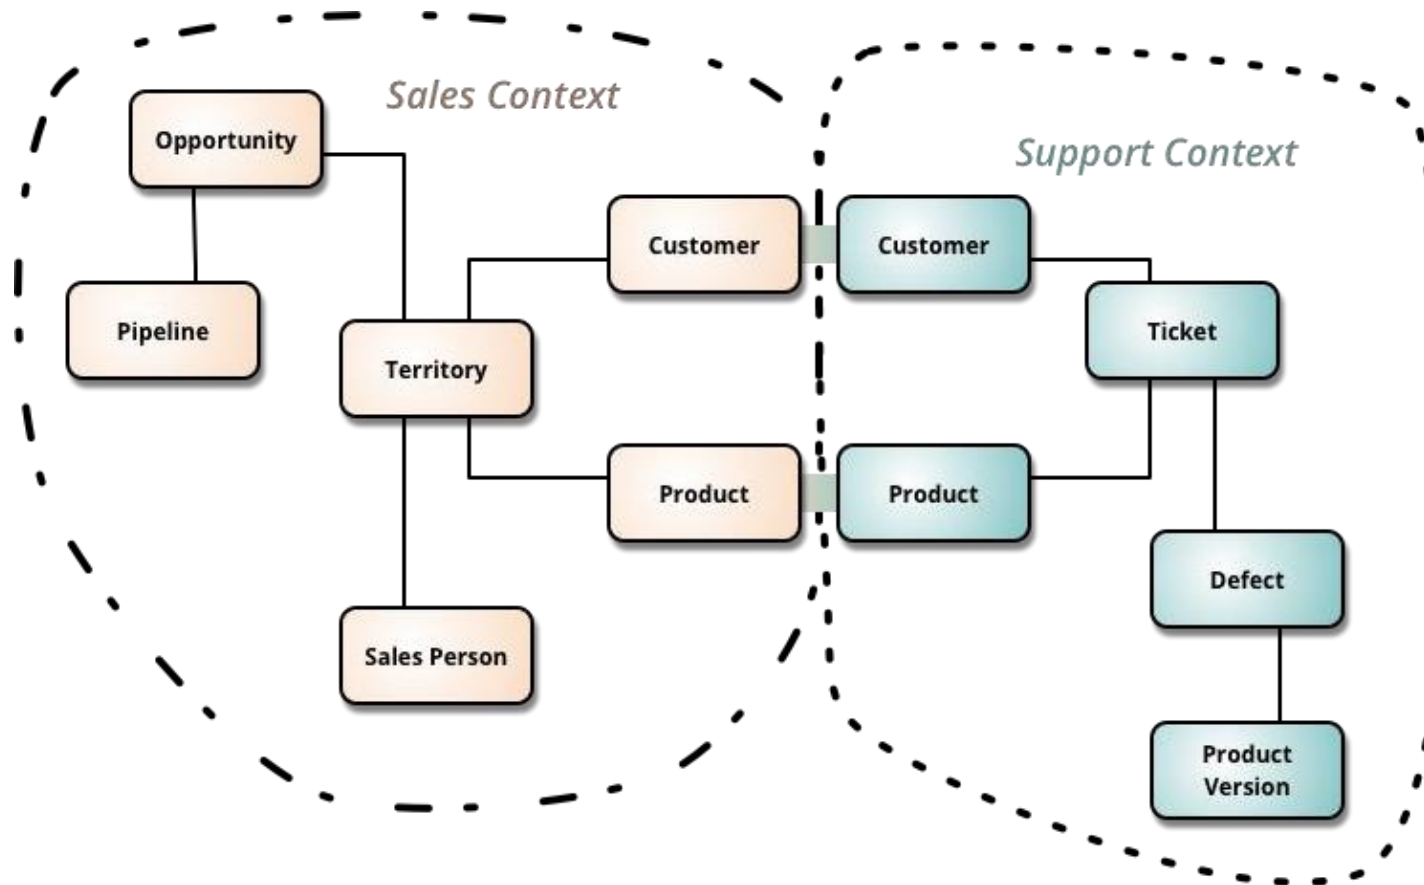 Sales Context
Opportunity
Support Context
Customer
Customer
Pipeline
Ticket
Territory
Product
Product
Defect
Sales Person
Product
Version